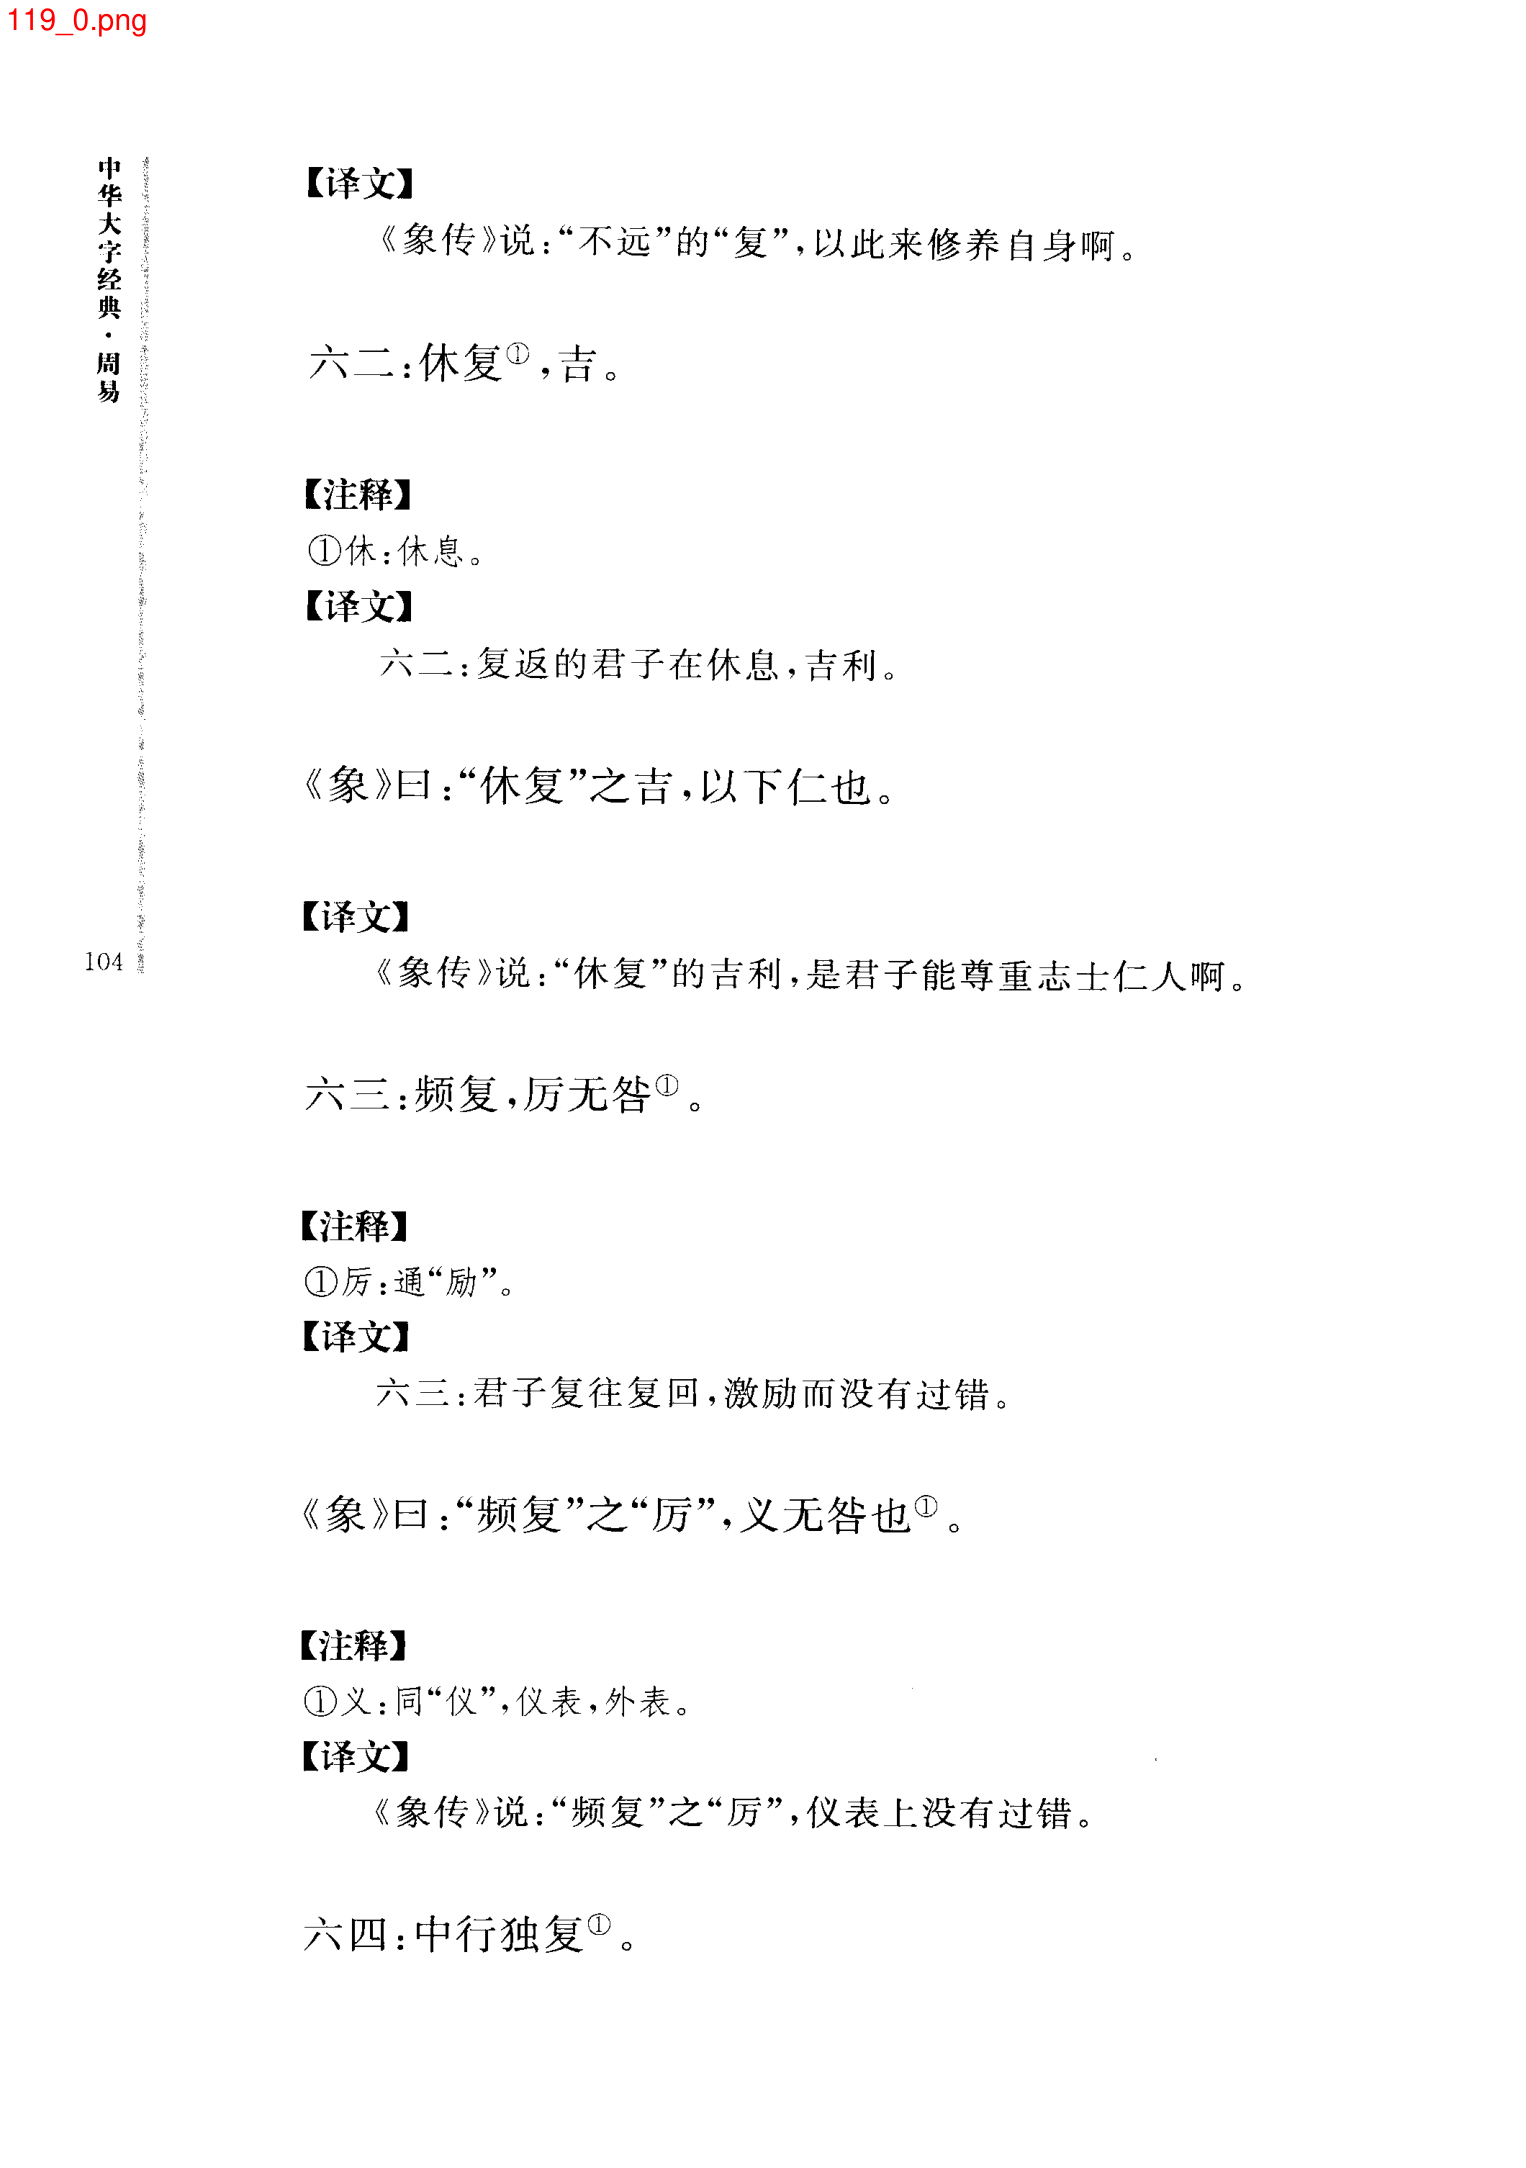 119_0.png
中华大字经典·周易
【译文】
《象传》说:“不远”的“复”,以此来修养自身啊。
六二:休复①,吉。
【注释】
①休:休息。
【译文】
六二:复返的君子在休息,吉利。
《象》曰:“休复”之吉,以下仁也。
【译文】
104
《象传》说:“休复”的吉利,是君子能尊重志士仁人啊。
六三:频复,厉无咎①。
【注释】
①厉:通“励”。
【译文】
六三:君子复往复回,激励而没有过错。
《象》曰:“频复”之“厉”,义无咎也①。
【注释】
①义:同“仪”,仪表,外表。
【译文】
《象传》说:“频复”之“厉”,仪表上没有过错。
六四:中行独复①。